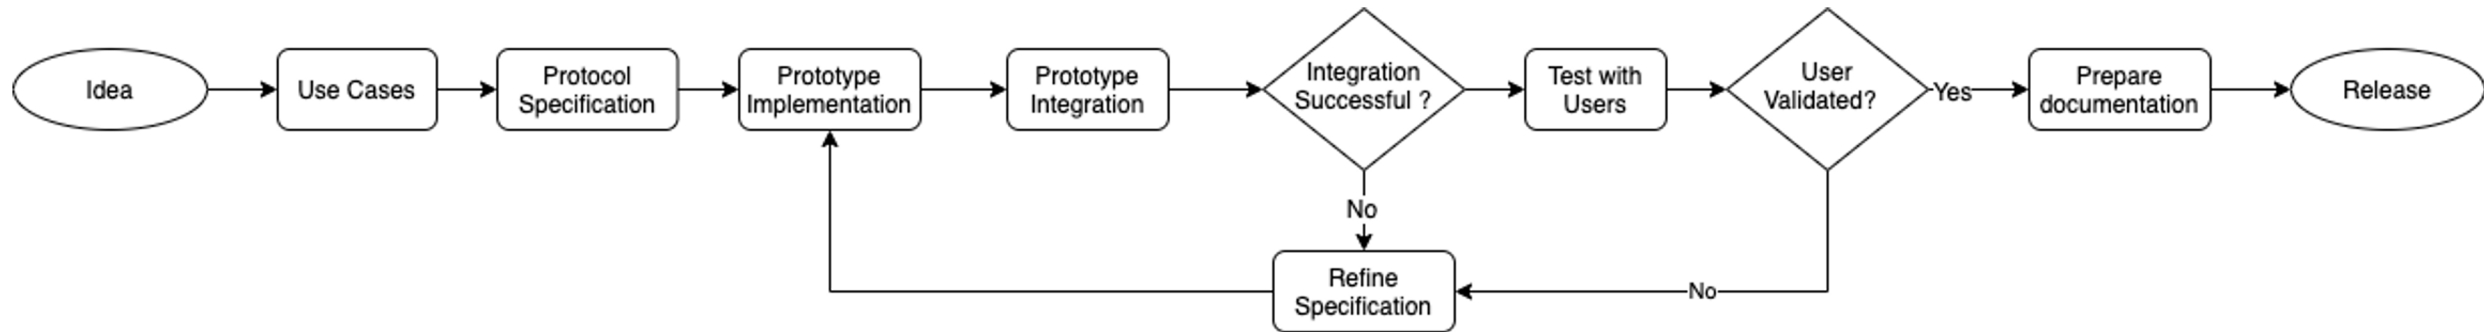 Idea
Use Cases
Protocol
Specification
Prototype
Implementation
Prototype
Integration
Integration
Successful ?
Test with
Users
User
Validated?
Yes
Prepare
documentation
Release
No
Refine
Specification
No